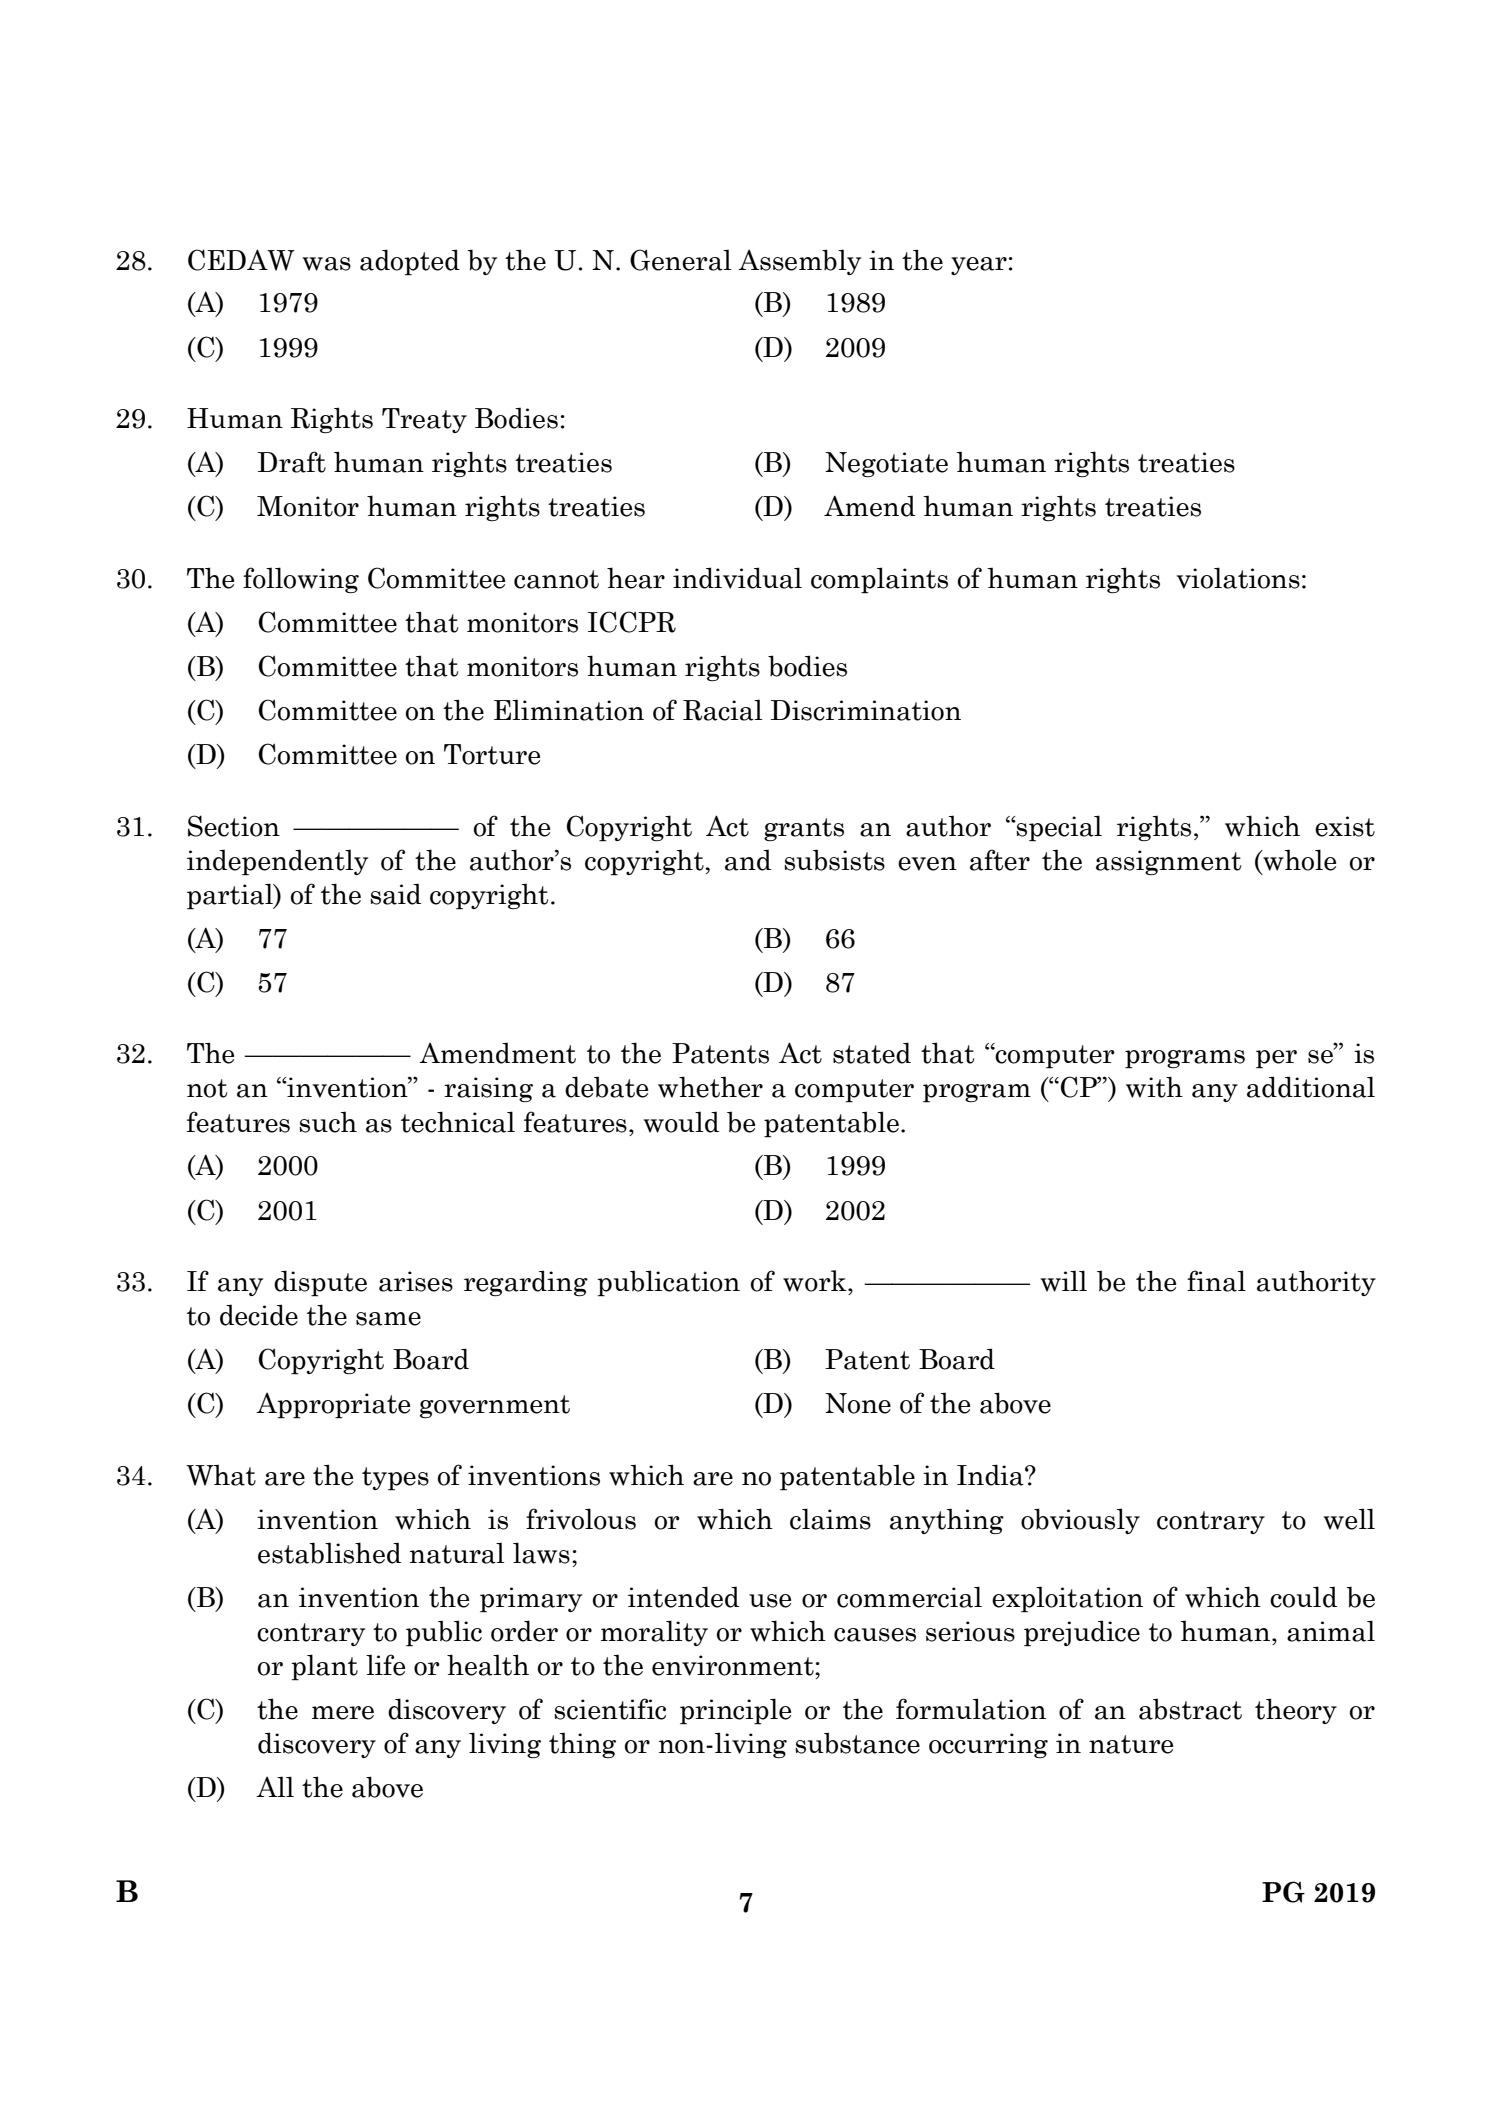 28. CEDAW was adopted by the U. N. General Assembly in the year:
(A) 1979 (B) 1989
(C) 1999 (D) 2009
29. Human Rights Treaty Bodies:
(A) Draft human rights treaties (B) Negotiate human rights treaties
(C) Monitor human rights treaties (D) Amend human rights treaties
30. The following Committee cannot hear individual complaints of human rights violations:
(A) Committee that monitors ICCPR
(B) Committee that monitors human rights bodies
(C) Committee on the Elimination of Racial Discrimination
(D) Committee on Torture
31. Section —————— of the Copyright Act grants an author “special rights,” which exist
independently of the author’s copyright, and subsists even after the assignment (whole or
partial) of the said copyright.
(A) 77 (B) 66
(C) 57 (D) 87
32. The —————— Amendment to the Patents Act stated that “computer programs per se” is
not an “invention” - raising a debate whether a computer program (“CP”) with any additional
features such as technical features, would be patentable.
(A) 2000 (B) 1999
(C) 2001 (D) 2002
33. If any dispute arises regarding publication of work, —————— will be the final authority
to decide the same
(A) Copyright Board (B) Patent Board
(C) Appropriate government (D) None of the above
34. What are the types of inventions which are no patentable in India?
(A) invention which is frivolous or which claims anything obviously contrary to well
established natural laws;
(B) an invention the primary or intended use or commercial exploitation of which could be
contrary to public order or morality or which causes serious prejudice to human, animal
or plant life or health or to the environment;
(C) the mere discovery of scientific principle or the formulation of an abstract theory or
discovery of any living thing or non-living substance occurring in nature
(D) All the above
B 7 PG 2019